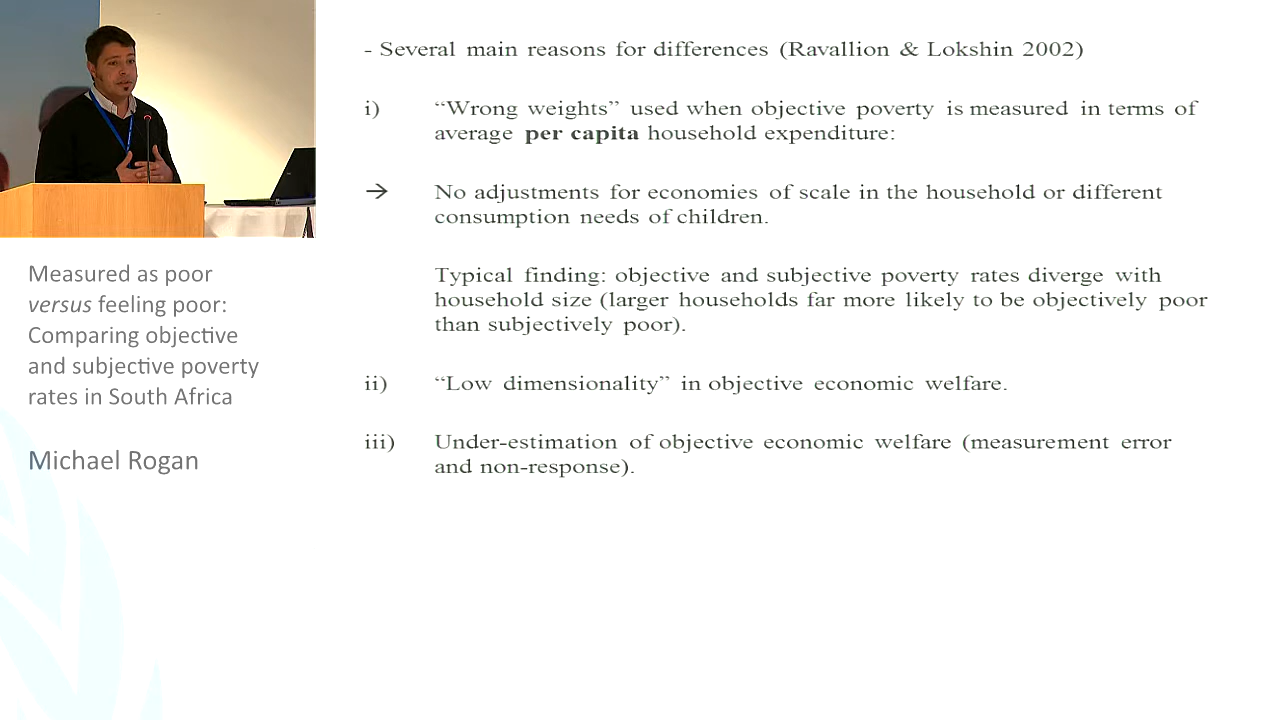 - Several main reasons for differences (Ravallion & Lokshin 2002)
i) “Wrong weights” used when objective poverty is measured in terms of
average per capita household expenditure:
→ No adjustments for economies of scale in the household or different
consumption needs of children.
Typical finding: objective and subjective poverty rates diverge with
household size (larger households far more likely to be objectively poor
than subjectively poor).
ii) “Low dimensionality” in objective economic welfare.
iii) Under-estimation of objective economic welfare (measurement error
and non-response).
Measured as poor
versus feeling poor:
Comparing objective
and subjective poverty
rates in South Africa
Michael Rogan